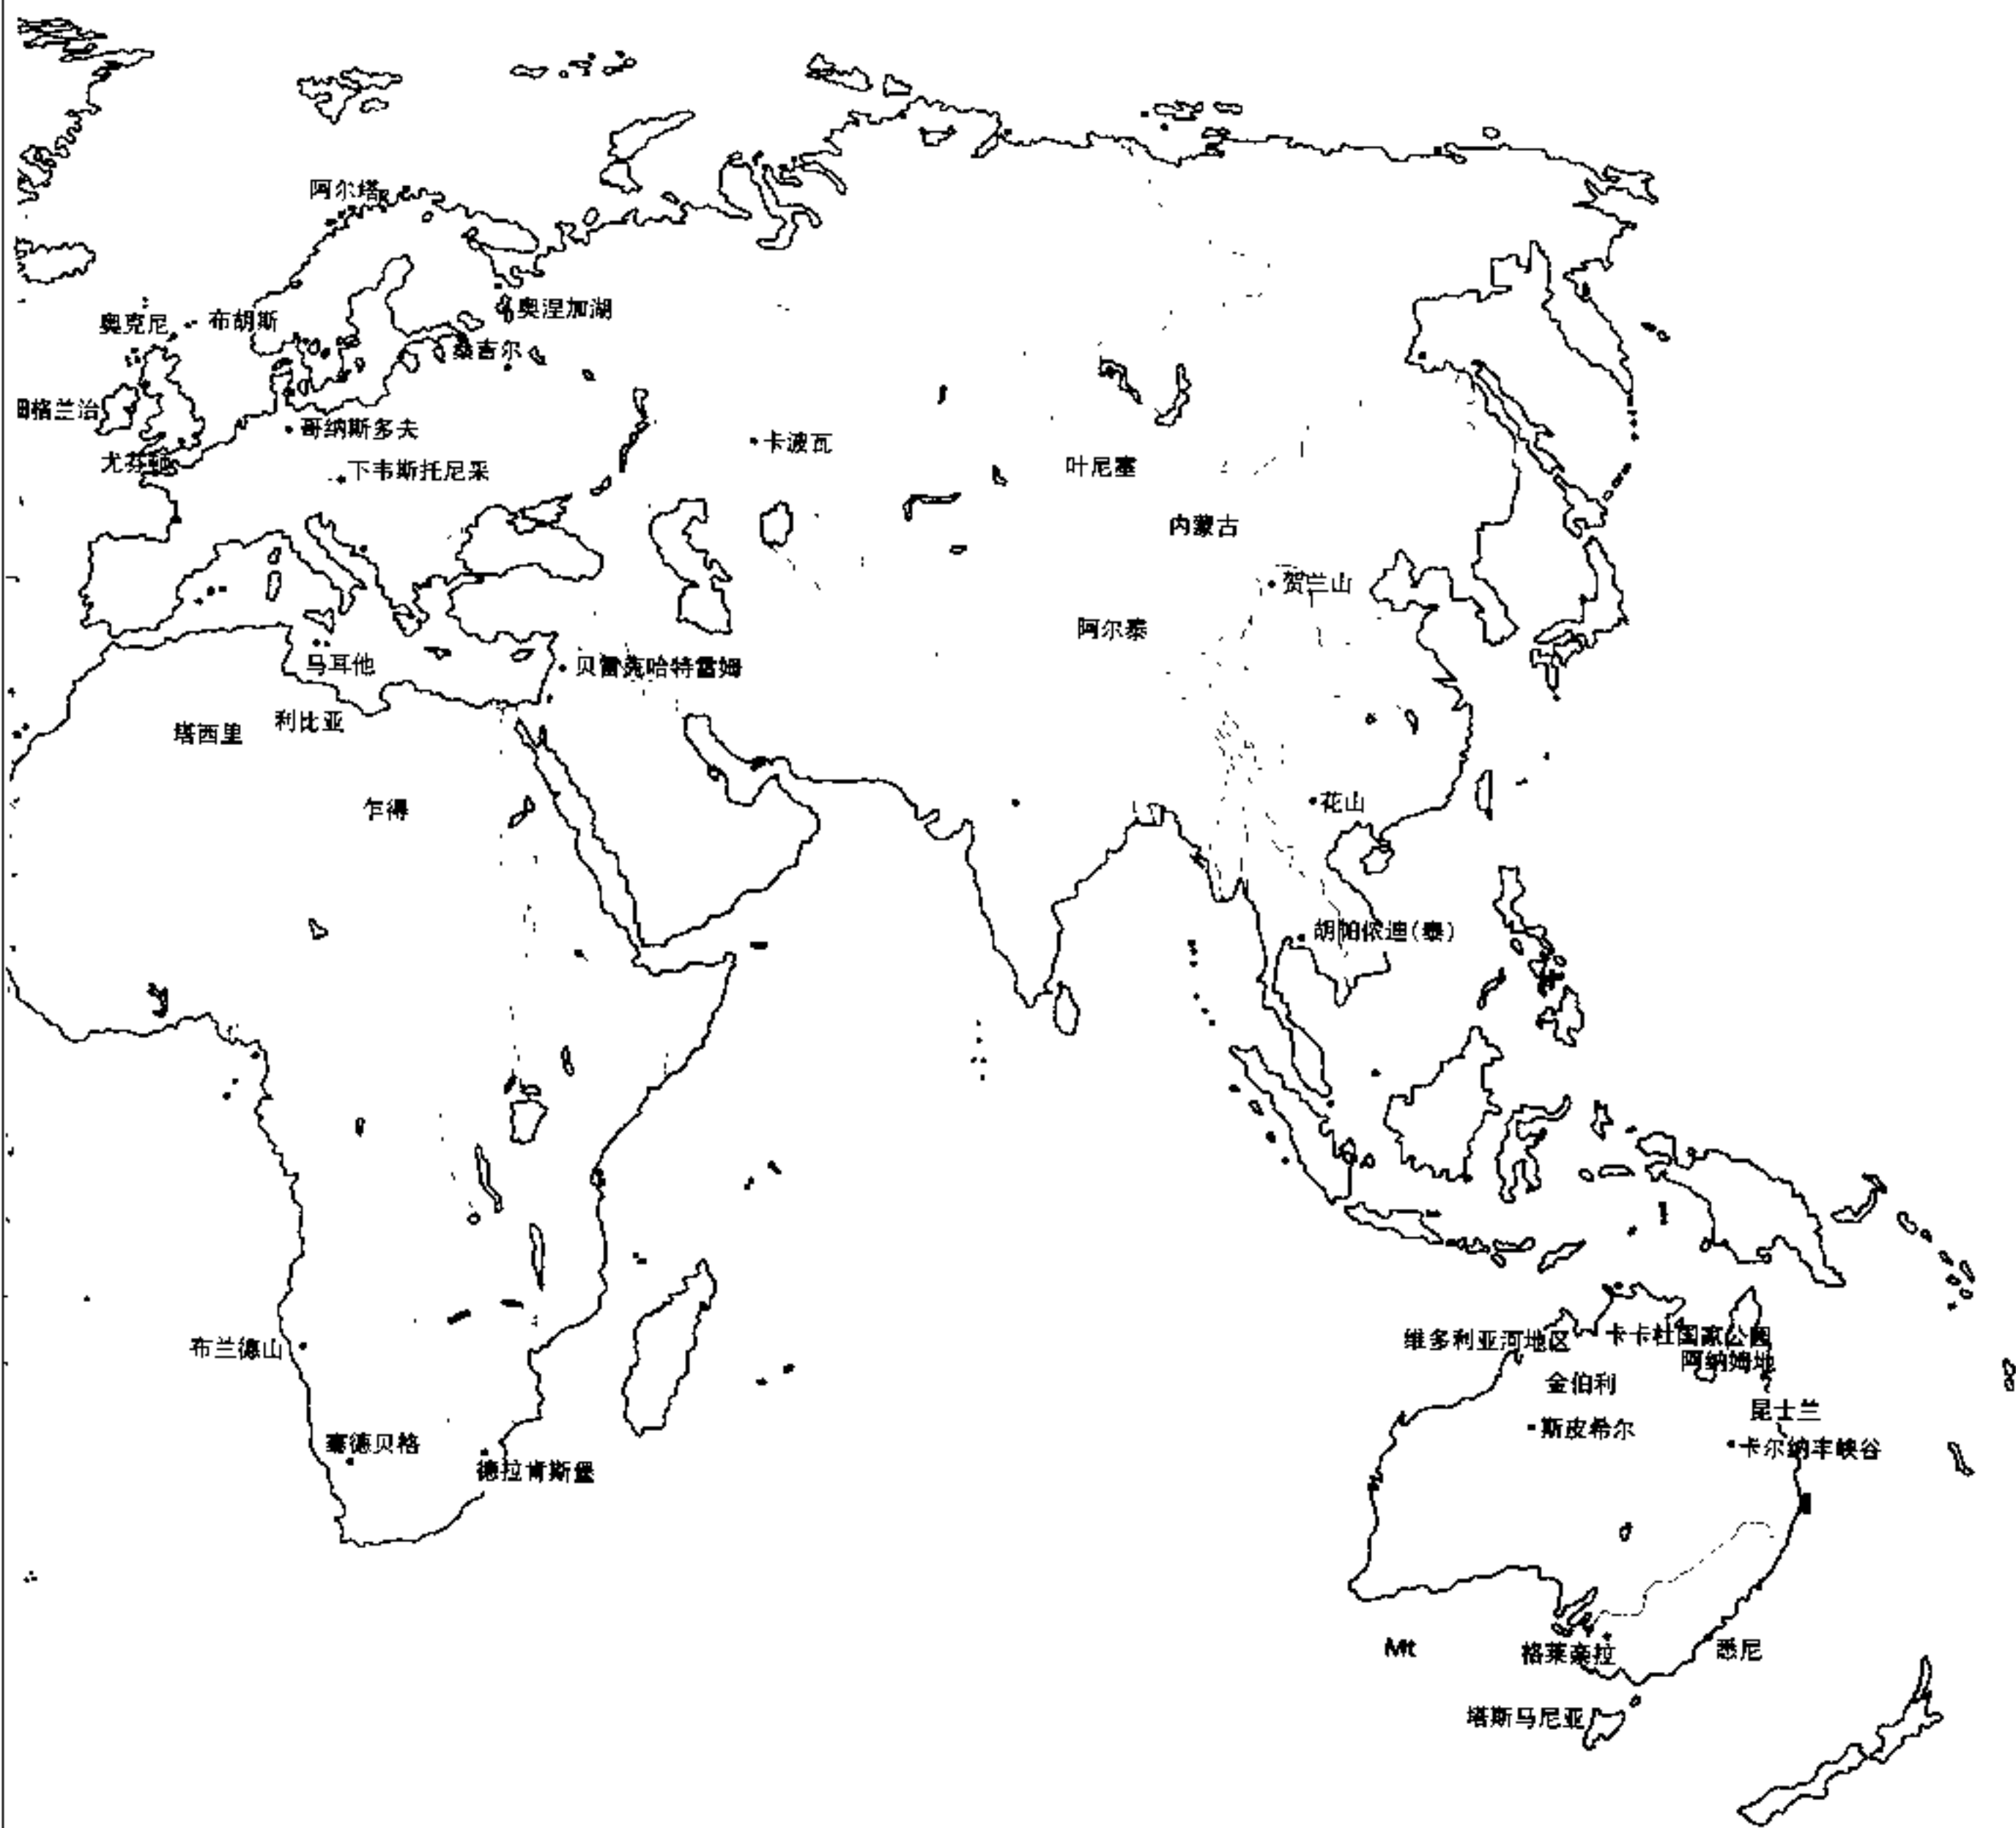 阿尔塔
奥涅加湖
奥克尼
布胡斯
桑吉尔
格兰治
哥纳斯多夫
卡波瓦
下韦斯托尼采
叶尼塞
内蒙古
贺兰山
阿尔泰
马耳他
贝雷克哈特雷姆
塔西里
利比亚
乍得
花山
胡帕侬迪(泰)
维多利亚河地区
卡卡杜国家公园
布兰德山
阿纳姆地
金伯利
昆士兰
斯皮希尔
塞德贝格
卡尔纳丰峡谷
德拉肯斯堡
Mt
格莱奈拉
悉尼
塔斯马尼亚